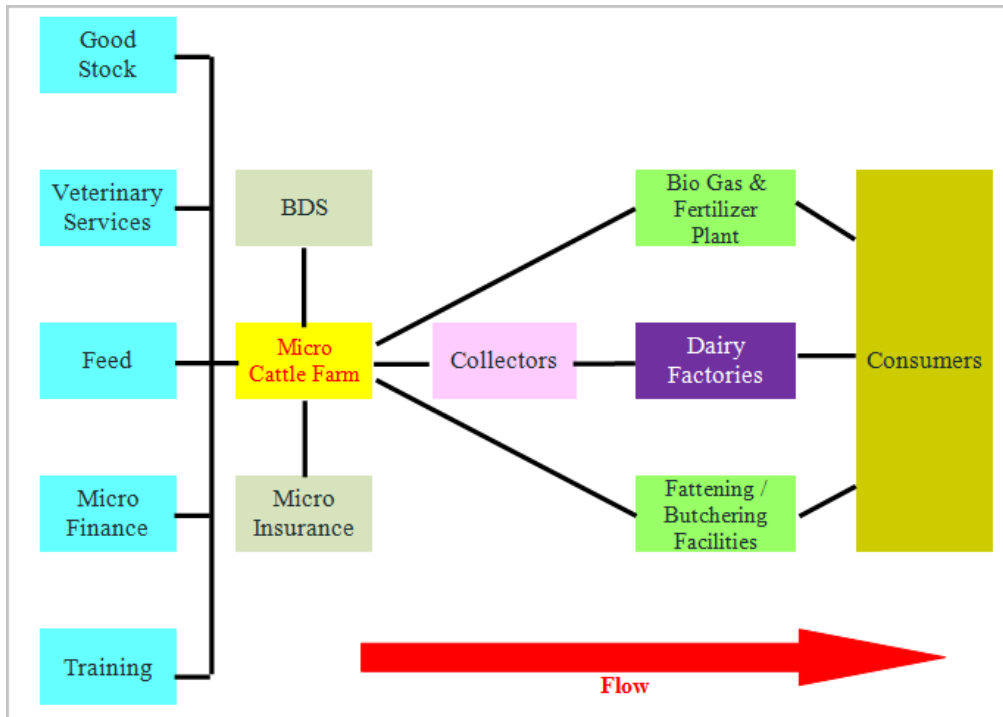 Good
Stock
Veterinary
Services
Feed
Micro
Finance
Training
BDS
Micro
Cattle Farm
Micro
Insurance
Collectors
Bio Gas &
Fertilizer
Plant
Dairy
Factories
Fattening /
Butchering
Facilities
Consumers
Flow